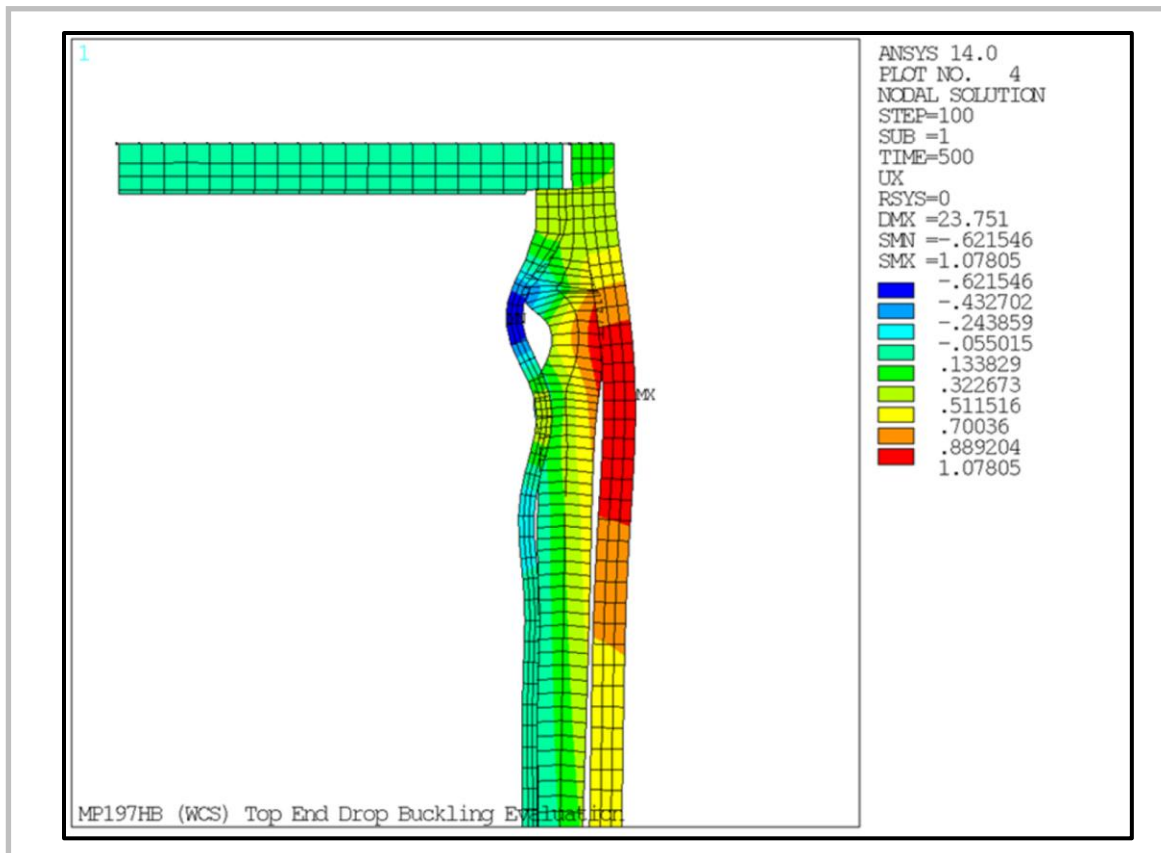 1
ANSYS 14.0
PLOT NO. 4
NODAL SOLUTION
STEP=100
SUB =1
TIME=500
UX
RSYS=0
DMX =23.751
SMN =-.621546
SMX =1.07805
-.621546
-.432702
-.243859
-.055015
.133829
.322673
.511516
.70036
.889204
1.07805
MX
MP197HB (WCS) Top End Drop Buckling Evaluation